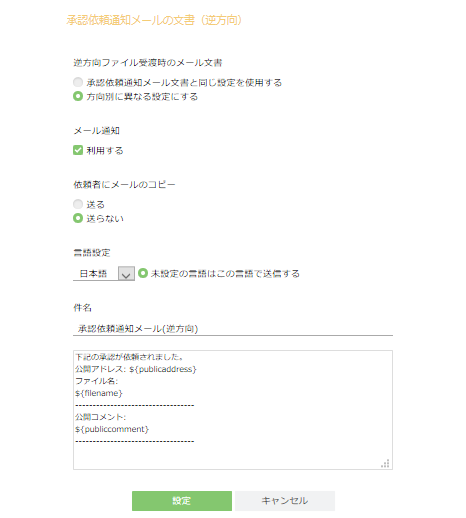 承認依頼通知メールの文書（逆方向）
逆方向ファイル受渡時のメール文書
承認依頼通知メール文書と同じ設定を使用する
方向別に異なる設定にする
メール通知
利用する
依頼者にメールのコピー
送る
送らない
言語設定
日本語 未設定の言語はこの言語で送信する
件名
承認依頼通知メール(逆方向)
下記の承認が依頼されました。
公開アドレス: ${publicaddress}
ファイル名:
${filename}
----------------------------------
公開コメント:
${publiccomment}
----------------------------------
設定 キャンセル